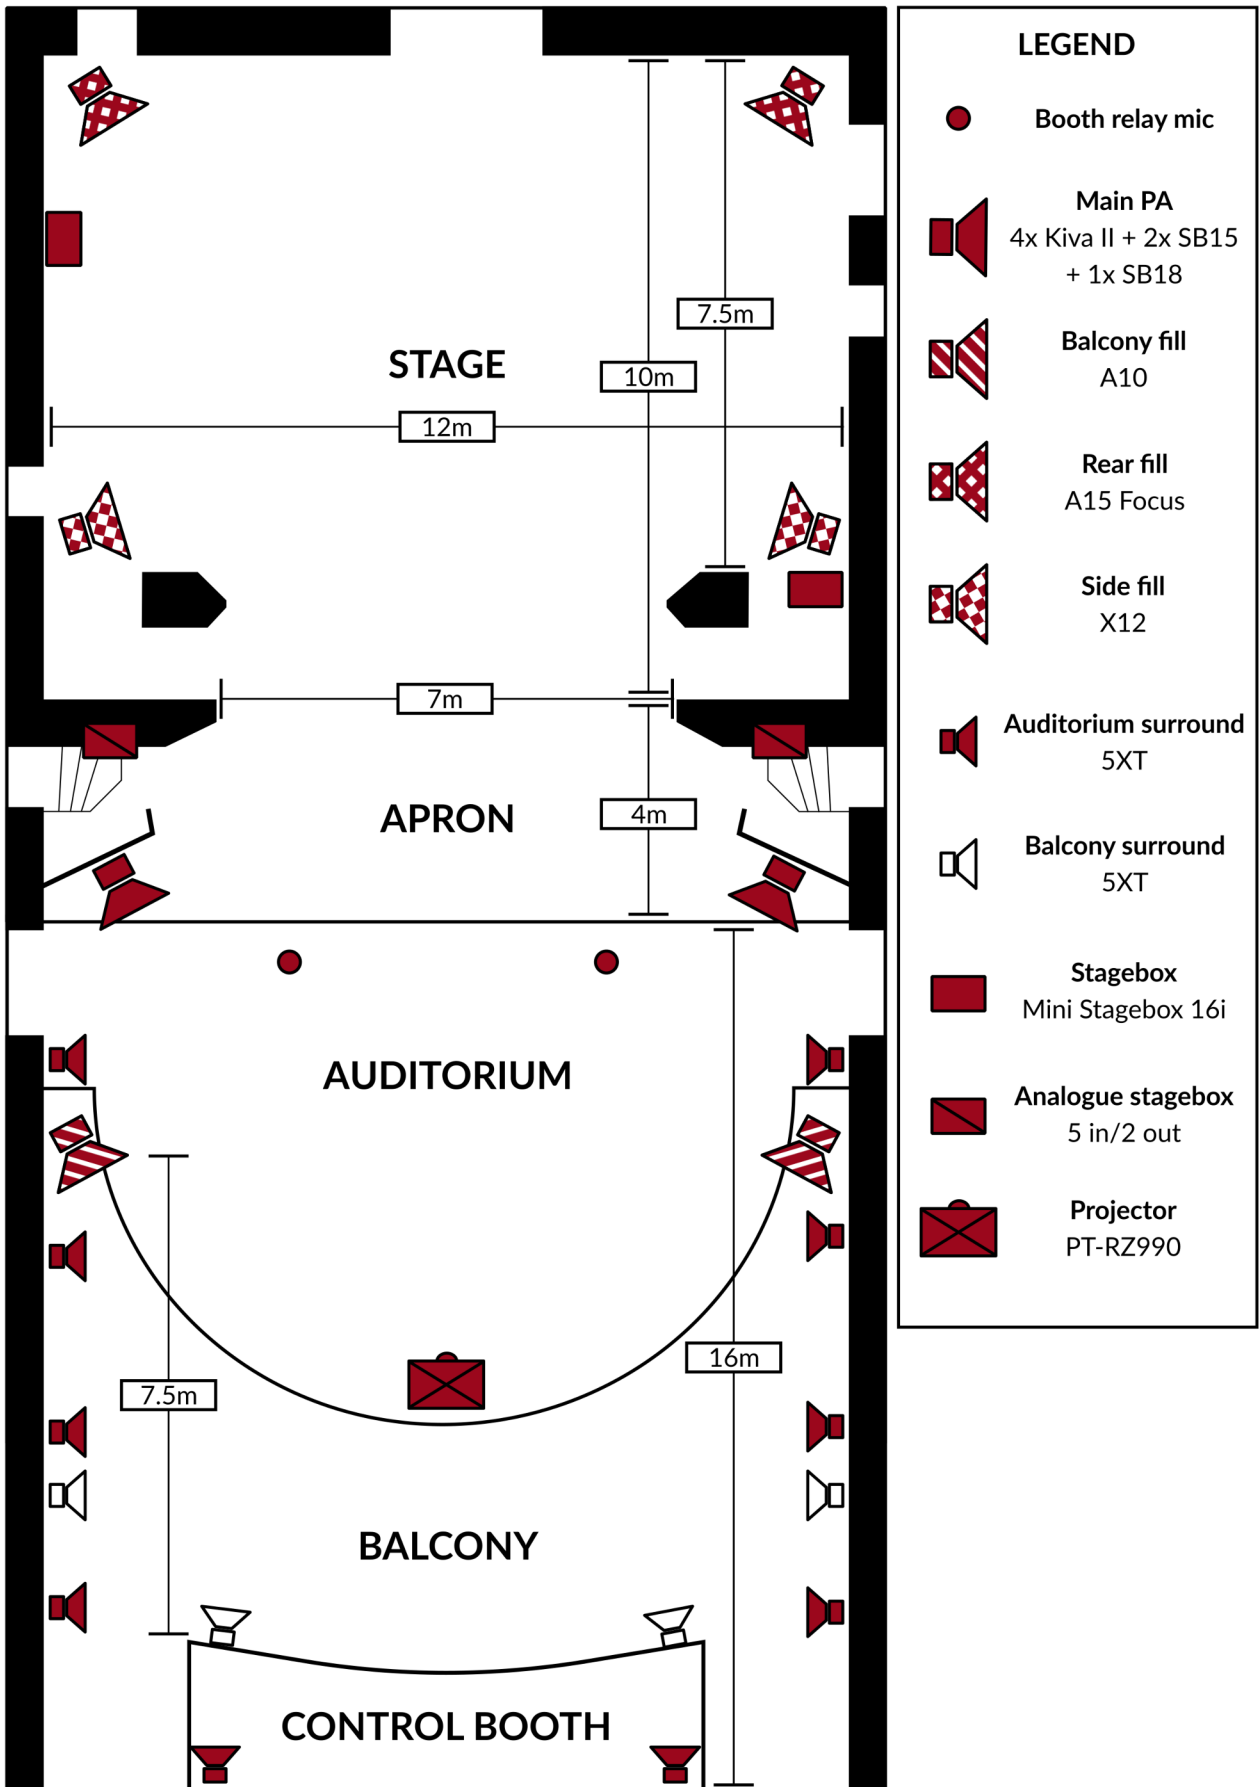 LEGEND
Booth relay mic
Main PA
4x Kiva II + 2x SB15
+ 1x SB18
Balcony fill
A10
Rear fill
A15 Focus
Side fill
X12
Auditorium surround
5XT
Balcony surround
5XT
Stagebox
Mini Stagebox 16i
Analogue stagebox
5 in/2 out
Projector
PT-RZ990
7.5m
STAGE
10m
12m
7m
APRON
4m
AUDITORIUM
16m
7.5m
BALCONY
CONTROL BOOTH